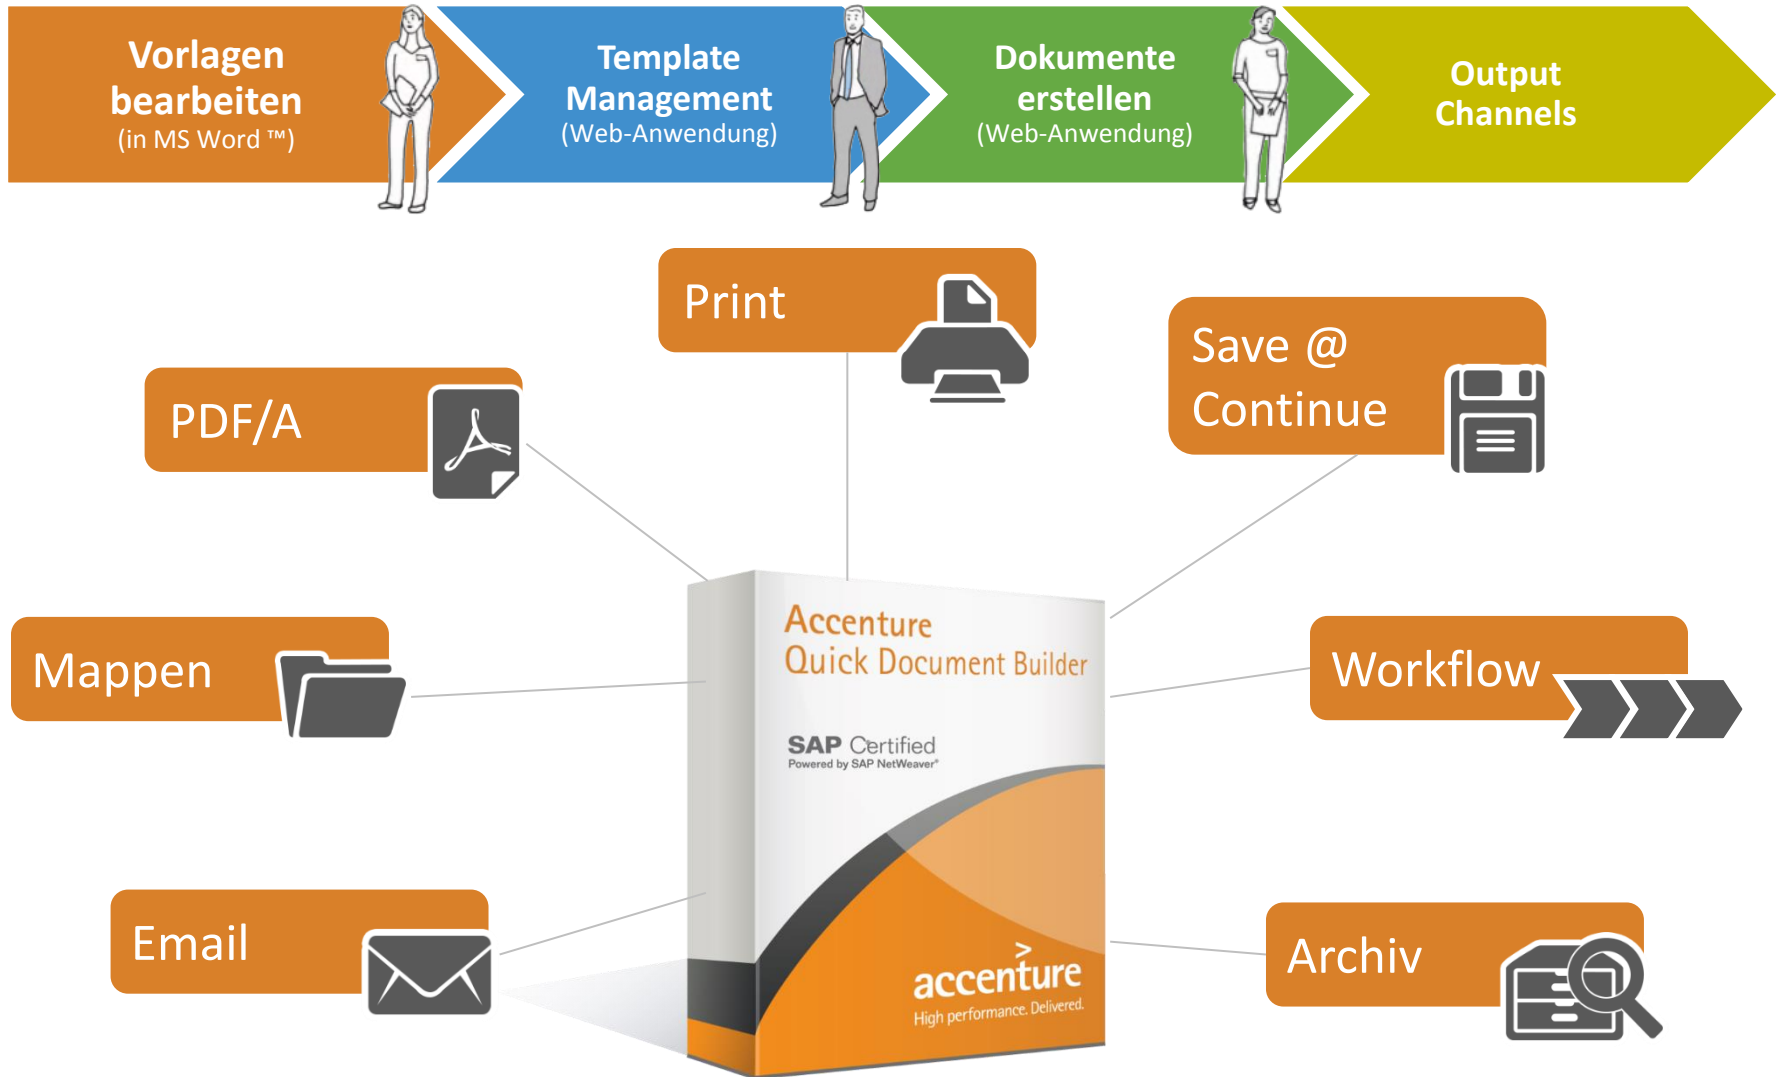 Vorlagen
bearbeiten
(in MS Word ™)
Template
Management
(Web-Anwendung)
Dokumente
erstellen
(Web-Anwendung)
Output
Channels
Print
Save @
Continue
PDF/A
Mappen
Workflow
Email
Archiv
Accenture
Quick Document Builder
SAP Certified
Powered by SAP NetWeaver®
>
accenture
High performance. Delivered.